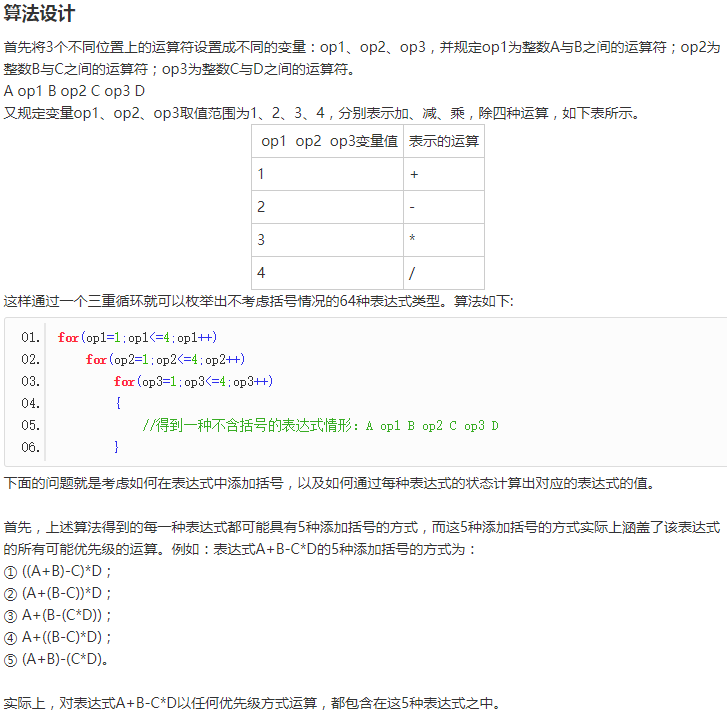 算法设计
首先将3个不同位置上的运算符设置成不同的变量：op1、op2、op3，并规定op1为整数A与B之间的运算符；op2为
整数B与C之间的运算符；op3为整数C与D之间的运算符。
A op1 B op2 C op3 D
又规定变量op1、op2、op3取值范围为1、2、3、4，分别表示加、减、乘，除四种运算，如下表所示。
op1 op2 op3变量值 表示的运算
1 +
2 -
3 *
4 /
这样通过一个三重循环就可以枚举出不考虑括号情况的64种表达式类型。算法如下:
01. for(op1=1;op1<=4;op1++)
02. for(op2=1;op2<=4;op2++)
03. for(op3=1;op3<=4;op3++)
04. {
05. //得到一种不含括号的表达式情形：A op1 B op2 C op3 D
06. }
下面的问题就是考虑如何在表达式中添加括号，以及如何通过每种表达式的状态计算出对应的表达式的值。
首先，上述算法得到的每一种表达式都可能具有5种添加括号的方式，而这5种添加括号的方式实际上涵盖了该表达式
的所有可能优先级的运算。例如：表达式A+B-C*D的5种添加括号的方式为：
① ((A+B)-C)*D；
② (A+(B-C))*D；
③ A+(B-(C*D))；
④ A+((B-C)*D)；
⑤ (A+B)-(C*D)。
实际上，对表达式A+B-C*D以任何优先级方式运算，都包含在这5种表达式之中。